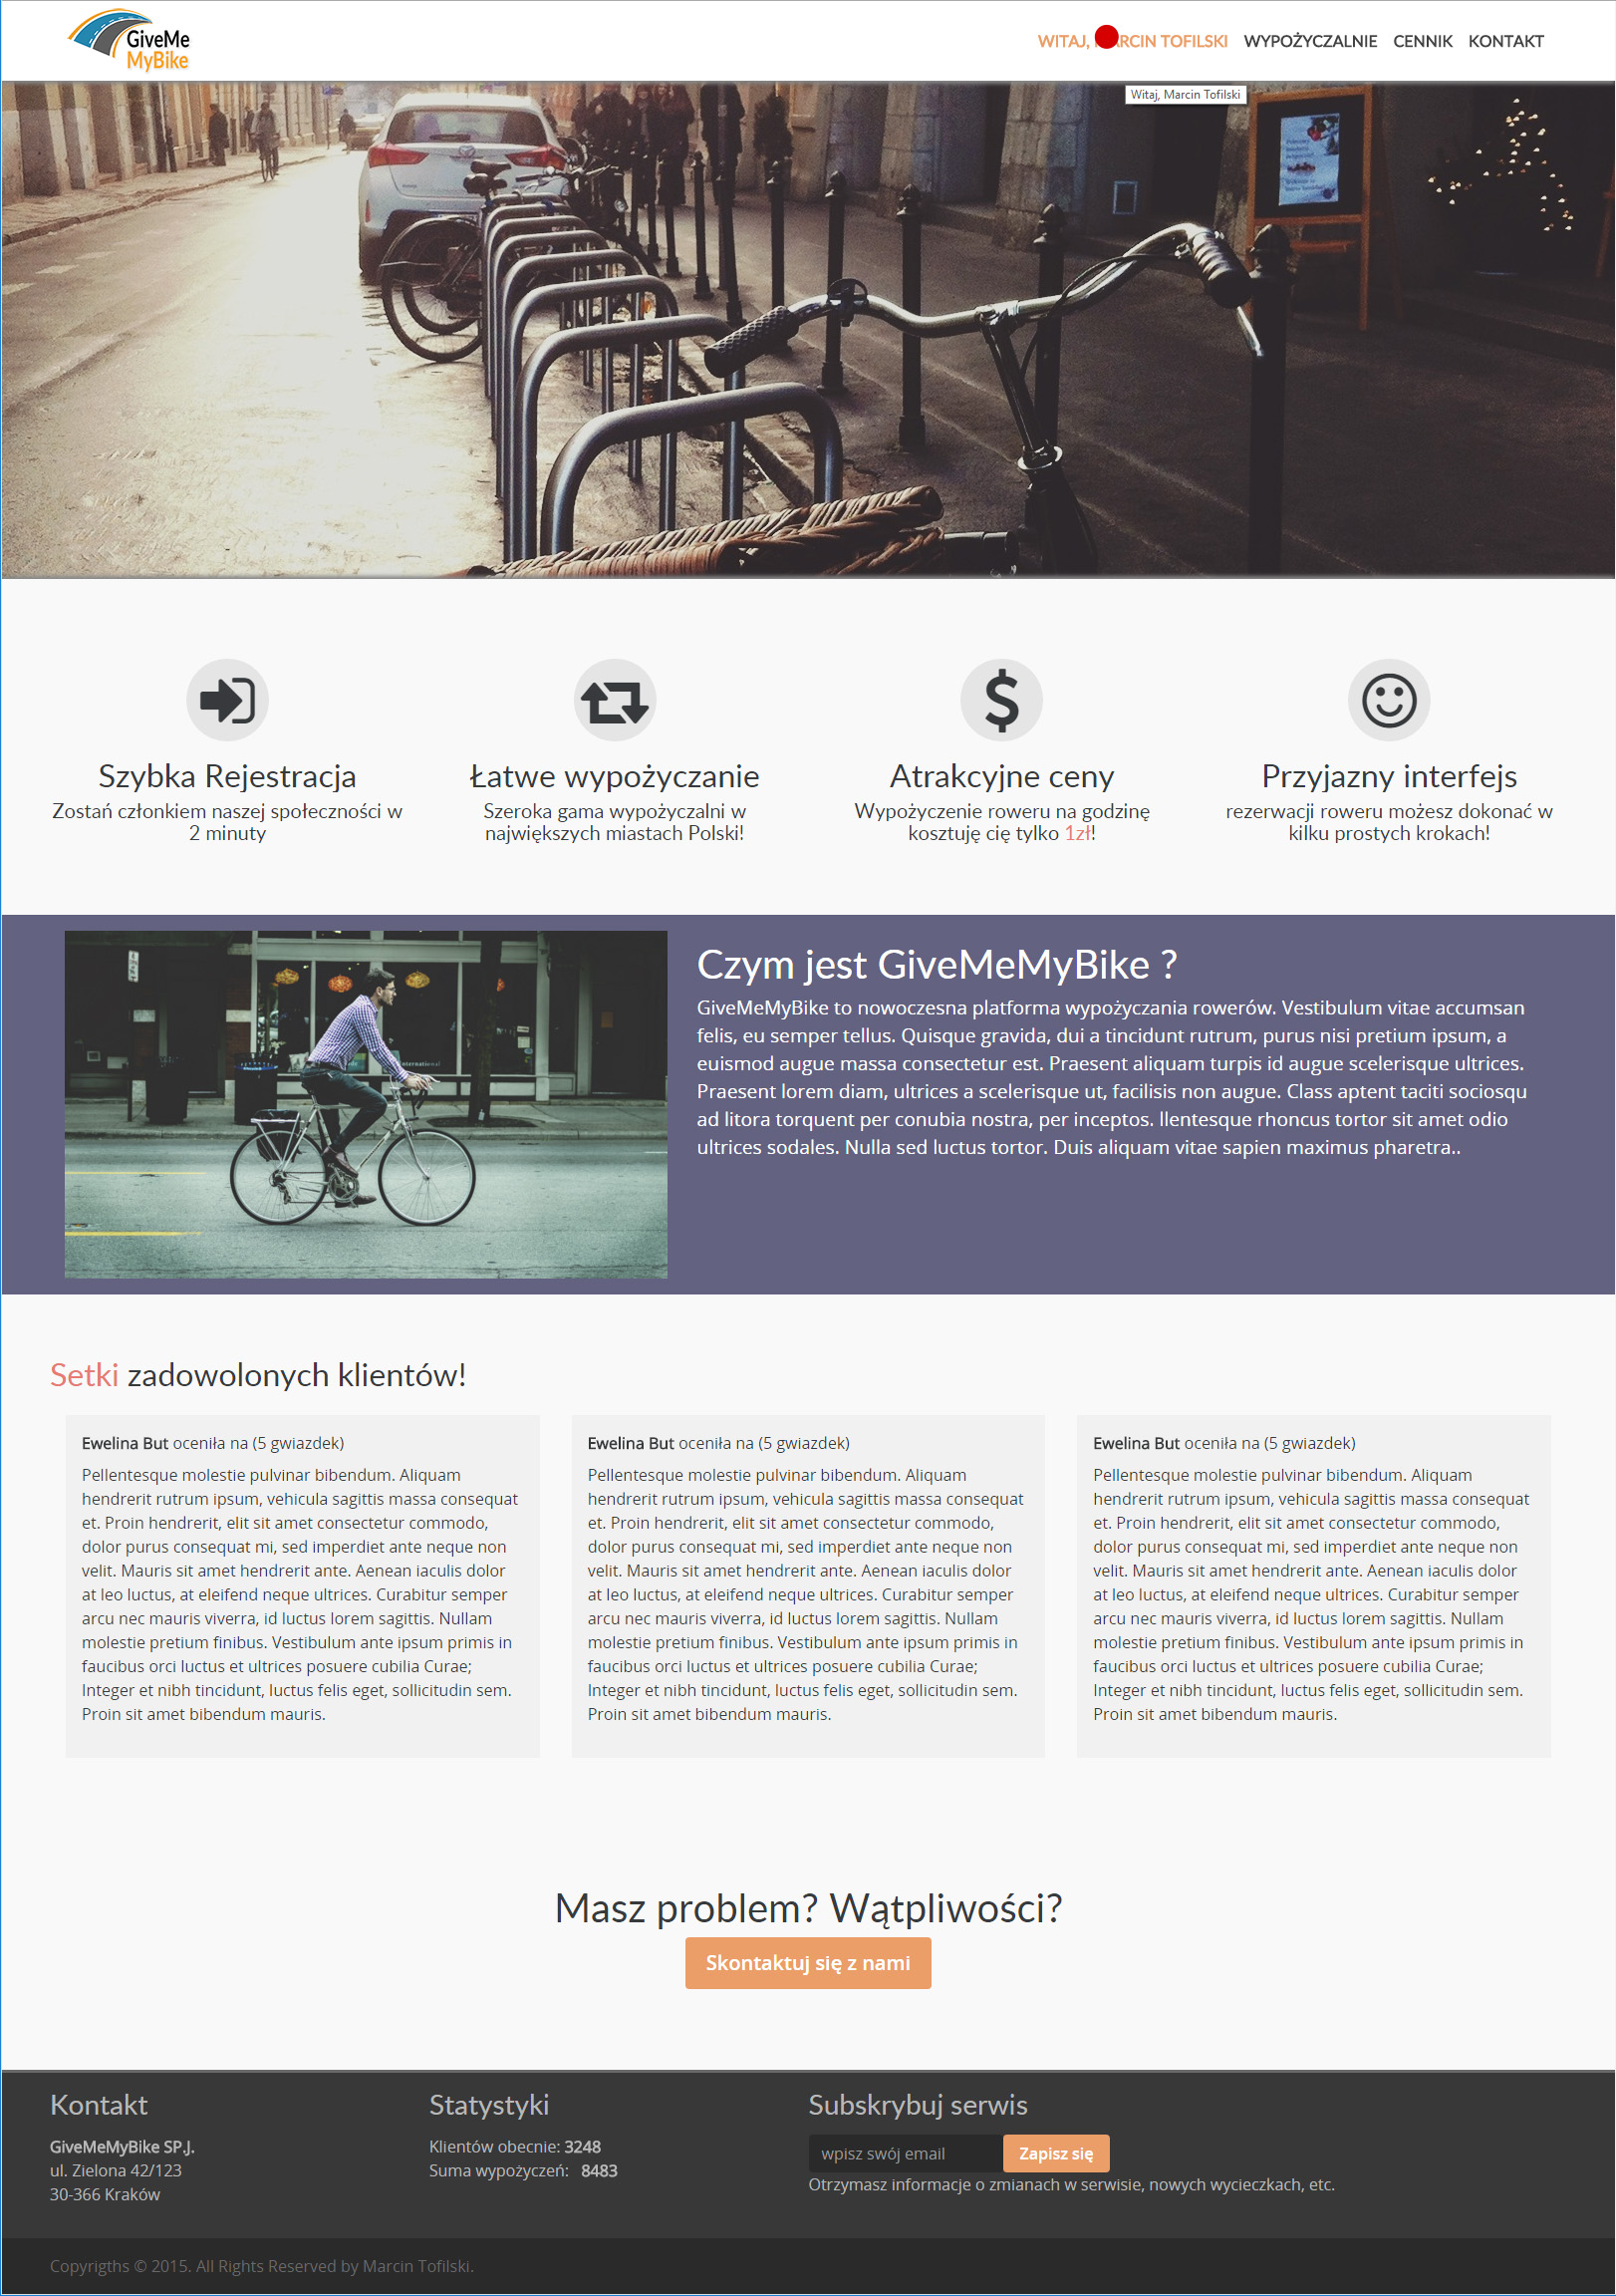 GiveMe
MyBike
WITAJ, RCIN TOFILSKI WYPOŻYCZALNIE CENNIK KONTAKT
Witaj, Marcin Tofilski
Szybka Rejestracja
Zostań członkiem naszej społeczności w
2 minuty
Łatwe wypożyczanie
Szeroka gama wypożyczalni w
największych miastach Polski!
Atrakcyjne ceny
Wypożyczenie roweru na godzinę
kosztuję cię tylko 1zł!
Przyjazny interfejs
rezerwacji roweru możesz dokonać w
kilku prostych krokach!
Czym jest GiveMeMyBike ?
GiveMeMyBike to nowoczesna platforma wypożyczania rowerów. Vestibulum vitae accumsan
felis, eu semper tellus. Quisque gravida, dui a tincidunt rutrum, purus nisi pretium ipsum, a
euismod augue massa consectetur est. Praesent aliquam turpis id augue scelerisque ultrices.
Praesent lorem diam, ultrices a scelerisque ut, facilisis non augue. Class aptent taciti sociosqu
ad litora torquent per conubia nostra, per inceptos. llentesque rhoncus tortor sit amet odio
ultrices sodales. Nulla sed luctus tortor. Duis aliquam vitae sapien maximus pharetra..
Setki zadowolonych klientów!
Ewelina But oceniła na (5 gwiazdek)
Pellentesque molestie pulvinar bibendum. Aliquam
hendrerit rutrum ipsum, vehicula sagittis massa consequat
et. Proin hendrerit, elit sit amet consectetur commodo,
dolor purus consequat mi, sed imperdiet ante neque non
velit. Mauris sit amet hendrerit ante. Aenean iaculis dolor
at leo luctus, at eleifend neque ultrices. Curabitur semper
arcu nec mauris viverra, id luctus lorem sagittis. Nullam
molestie pretium finibus. Vestibulum ante ipsum primis in
faucibus orci luctus et ultrices posuere cubilia Curae;
Integer et nibh tincidunt, luctus felis eget, sollicitudin sem.
Proin sit amet bibendum mauris.
Ewelina But oceniła na (5 gwiazdek)
Pellentesque molestie pulvinar bibendum. Aliquam
hendrerit rutrum ipsum, vehicula sagittis massa consequat
et. Proin hendrerit, elit sit amet consectetur commodo,
dolor purus consequat mi, sed imperdiet ante neque non
velit. Mauris sit amet hendrerit ante. Aenean iaculis dolor
at leo luctus, at eleifend neque ultrices. Curabitur semper
arcu nec mauris viverra, id luctus lorem sagittis. Nullam
molestie pretium finibus. Vestibulum ante ipsum primis in
faucibus orci luctus et ultrices posuere cubilia Curae;
Integer et nibh tincidunt, luctus felis eget, sollicitudin sem.
Proin sit amet bibendum mauris.
Ewelina But oceniła na (5 gwiazdek)
Pellentesque molestie pulvinar bibendum. Aliquam
hendrerit rutrum ipsum, vehicula sagittis massa consequat
et. Proin hendrerit, elit sit amet consectetur commodo,
dolor purus consequat mi, sed imperdiet ante neque non
velit. Mauris sit amet hendrerit ante. Aenean iaculis dolor
at leo luctus, at eleifend neque ultrices. Curabitur semper
arcu nec mauris viverra, id luctus lorem sagittis. Nullam
molestie pretium finibus. Vestibulum ante ipsum primis in
faucibus orci luctus et ultrices posuere cubilia Curae;
Integer et nibh tincidunt, luctus felis eget, sollicitudin sem.
Proin sit amet bibendum mauris.
Masz problem? Wątpliwości?
Skontaktuj się z nami
Kontakt
GiveMeMyBike SP.J.
ul. Zielona 42/123
30-366 Kraków
Statystyki
Klientów obecnie: 3248
Suma wypożyczeń: 8483
Subskrybuj serwis
wpisz swój email Zapisz się
Otrzymasz informacje o zmianach w serwisie, nowych wycieczkach, etc.
Copyrigths © 2015. All Rights Reserved by Marcin Tofilski.